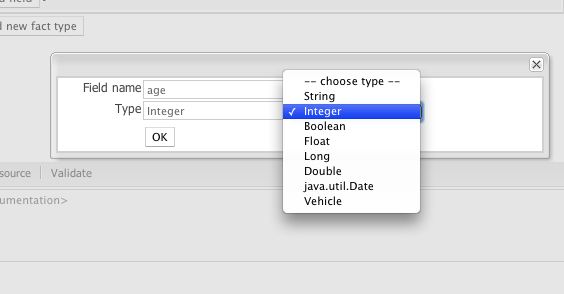 d new fact type
Field name age
Type Integer
-- choose type --
String
✓ Integer
Boolean
Float
Long
Double
java.util.Date
Vehicle
OK
source Validate
umentation>